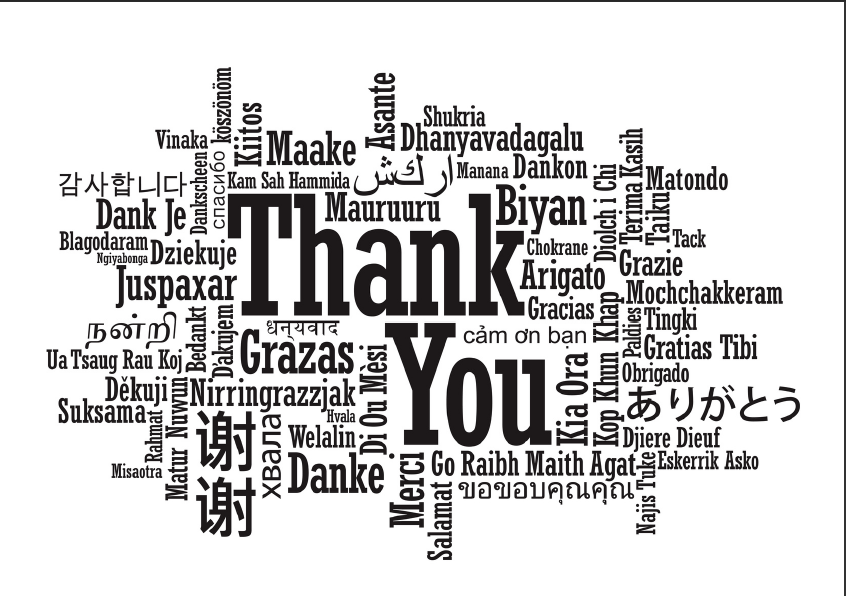 köszönöm
Asante
Kiitos
Shukria
Vinaka
Maake
Dhanyavadagalu
Terima Kasih
Dankscheen
спасибо
감사합니다
Kam Sah Hammida
Manana
Dankon
Diolch i Chi
Matondo
Dank Je
Mauruuru
Biyan
Taiku
Thank
Blagodaram
Ngiyabonga
Dziekuje
Chokrane
Tack
Juspaxar
Arigato
Grazie
Gracias
Mochchakkeram
நன்றி
Bedankt
Dakujem
धन्यवाद
You
cảm ơn bạn
Kop Khun Khap
Paldies
Tingki
Ua Tsaug Rau Koj
Grazas
Di Ou Mèsi
Kia Ora
Gratias Tibi
Děkuji
Nirringrazzjak
Obrigado
Suksama
Rahmat
Matur Nuwun
谢谢
хвала
Hvala
Welalin
ありがとう
Djiere Dieuf
Misaotra
Danke
Merci
Go Raibh Maith Agat
Najis Tuke
Eskerrik Asko
Salamat
ขอขอบคุณคุณ